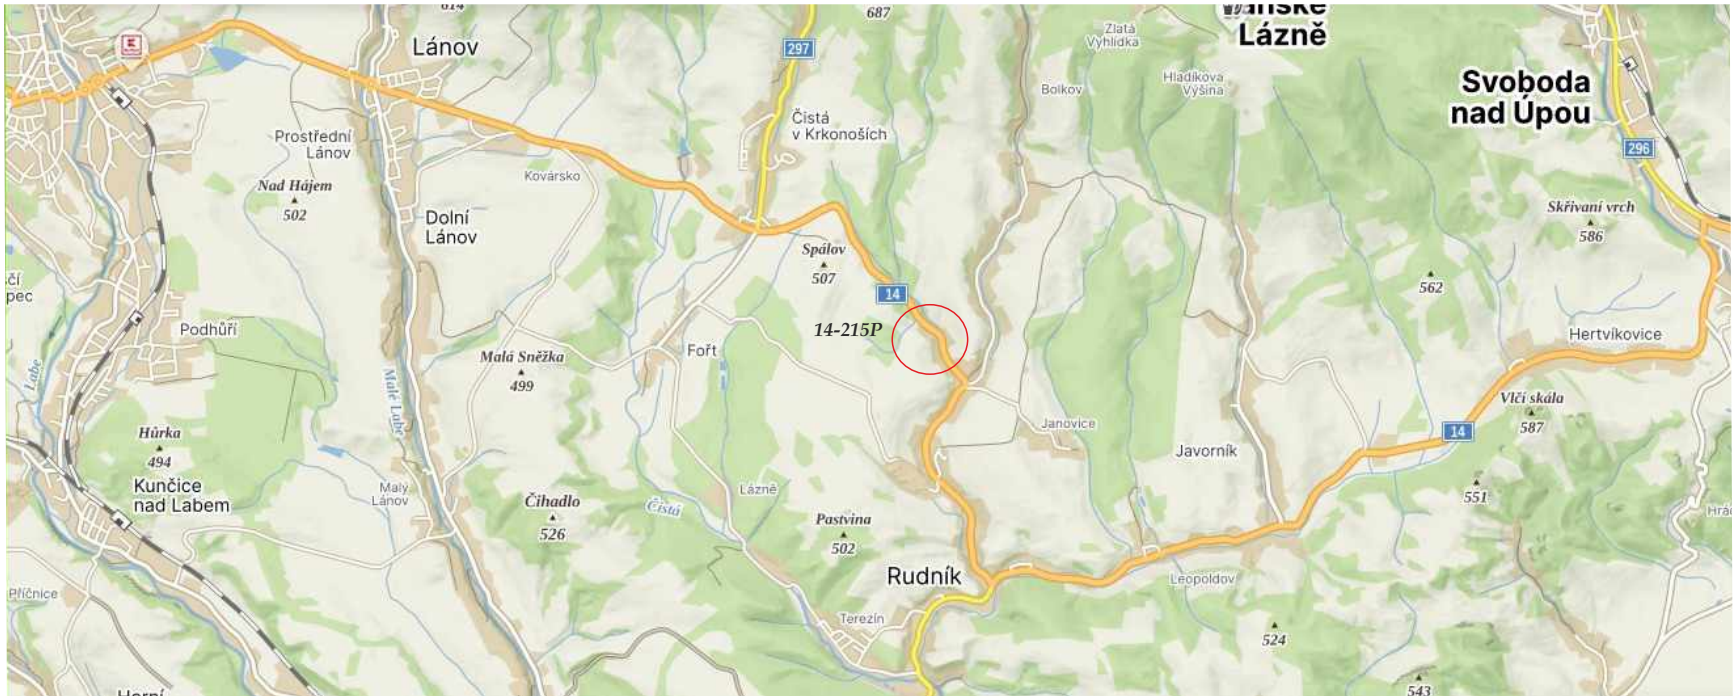 614
687
Lázně
Lánov
297
Zlatá
Vyhlídka
Hladíkova
Výšina
Bolkov
Svoboda
nad Úpou
Čistá
v Krkonoších
Prostřední
Lánov
296
Kovársko
Nad Hájem
502
Dolní
Lánov
Skřivaní vrch
586
Spálov
507
562
14
14-215P
Podhůří
Hertvíkovice
Fořt
Malá Sněžka
499
Labe
Malé Labe
Vlčí skála
587
Janovice
14
Hůrka
494
Javorník
Kunčice
nad Labem
Malý
Lánov
Lázně
551
Čihadlo
526
Čistá
Pastvina
502
Rudník
Leopoldov
Příčnice
Terezín
524
543